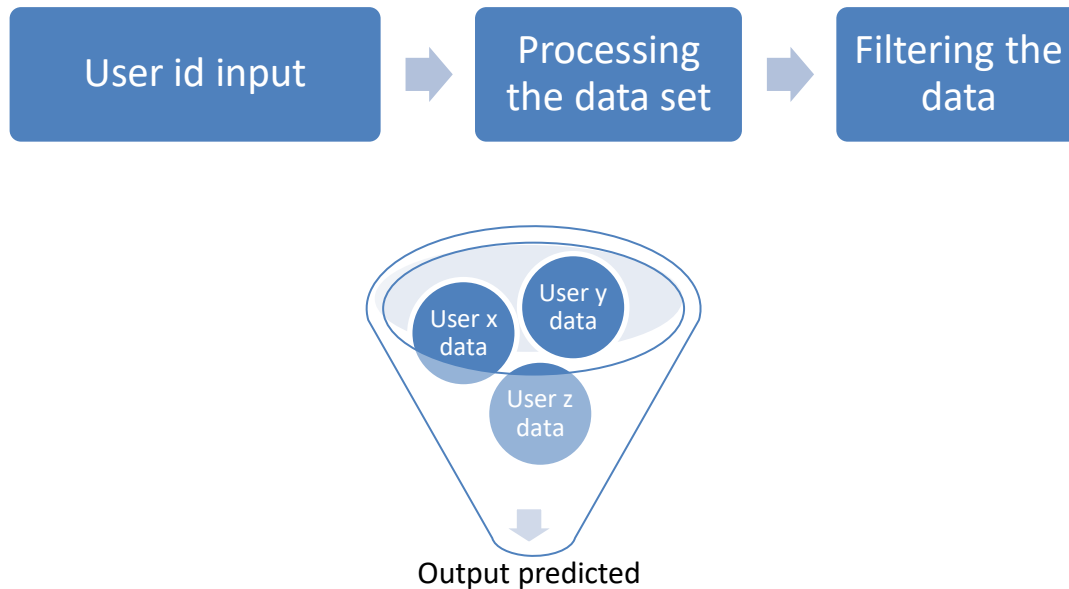 User id input
Processing
the data set
Filtering the
data
User y
data
User x
data
User z
data
Output predicted